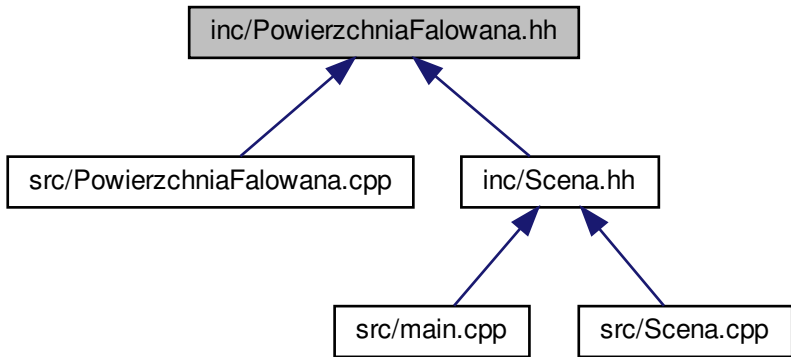 inc/PowierzchniaFalowana.hh
src/PowierzchniaFalowana.cpp
inc/Scena.hh
src/main.cpp
src/Scena.cpp